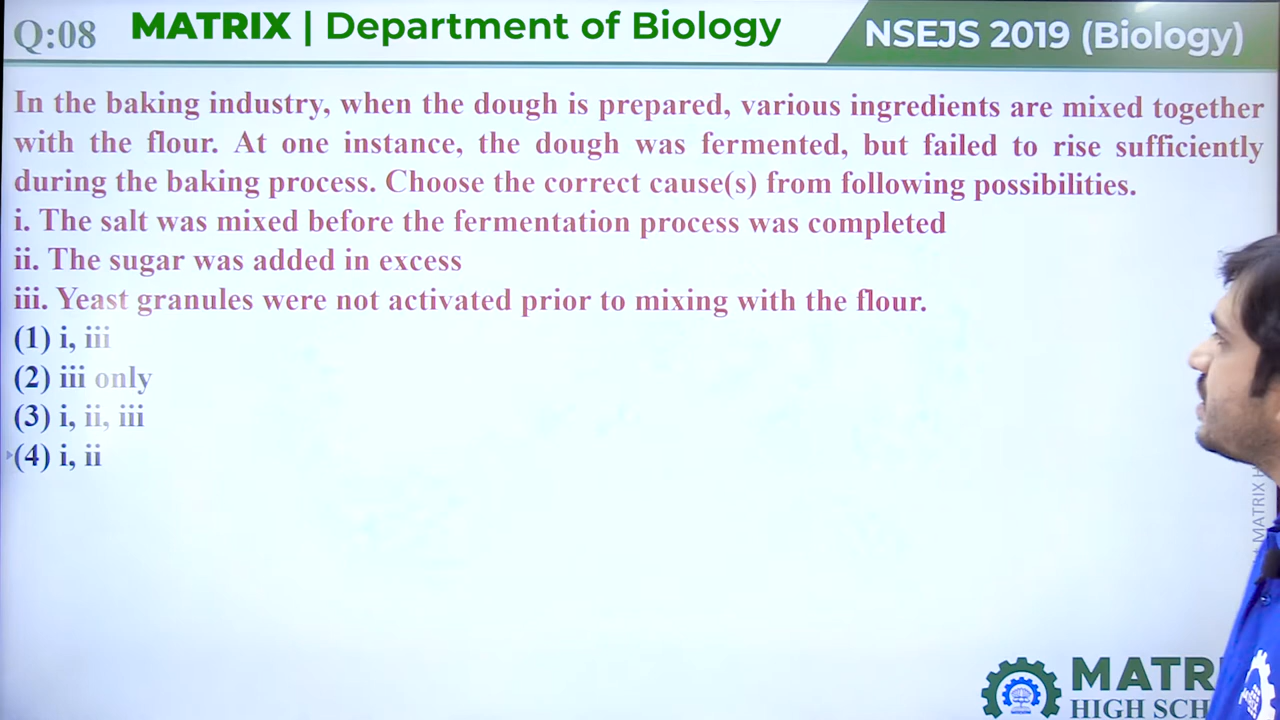 Q:08 MATRIX | Department of Biology NSEJS 2019 (Biology)
In the baking industry, when the dough is prepared, various ingredients are mixed together
with the flour. At one instance, the dough was fermented, but failed to rise sufficiently
during the baking process. Choose the correct cause(s) from following possibilities.
i. The salt was mixed before the fermentation process was completed
ii. The sugar was added in excess
iii. Yeast granules were not activated prior to mixing with the flour.
(1) i, iii
(2) iii only
(3) i, ii, iii
(4) i, ii
MATRIX
MATR
HIGH SCH